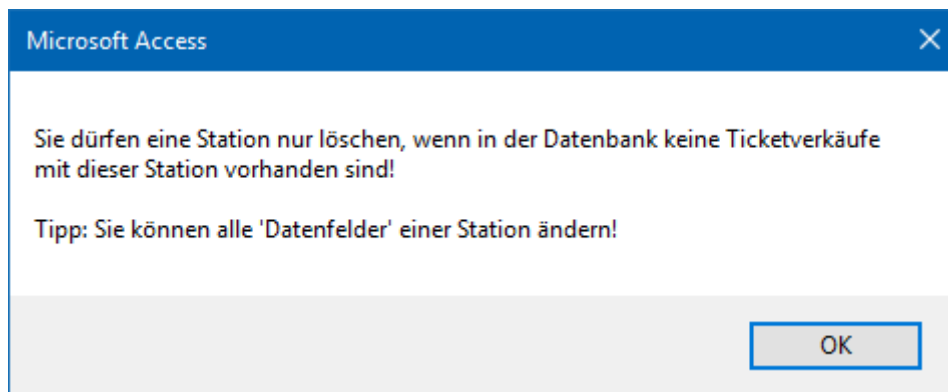 Microsoft Access
Sie dürfen eine Station nur löschen, wenn in der Datenbank keine Ticketverkäufe
mit dieser Station vorhanden sind!
Tipp: Sie können alle 'Datenfelder' einer Station ändern!
OK